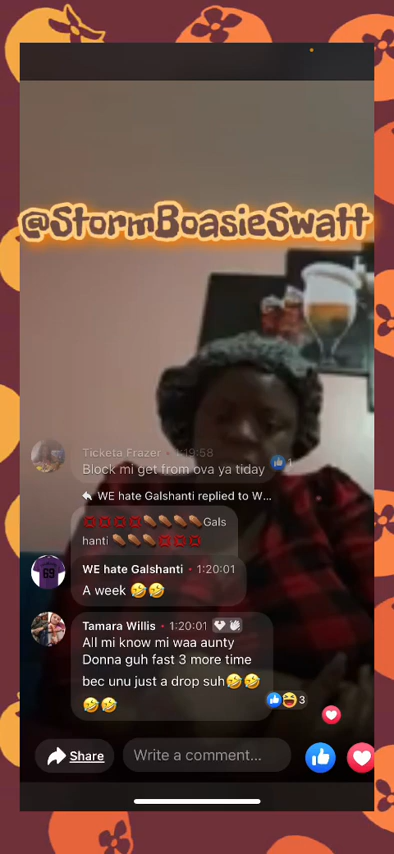 @StormBoasieSwatt
Ticketa Frazer · 1:19:58
Block mi get from ova ya tiday
1
WE hate Galshanti replied to W...
💢💢💢💢⚰️⚰️⚰️⚰️Gals
hanti ⚰️⚰️⚰️💢💢💢
69
WE hate Galshanti · 1:20:01
A week 🤣🤣
Tamara Willis · 1:20:01
All mi know mi waa aunty
Donna guh fast 3 more time
bec unu just a drop suh🤣🤣
🤣🤣
3
Share
Write a comment...